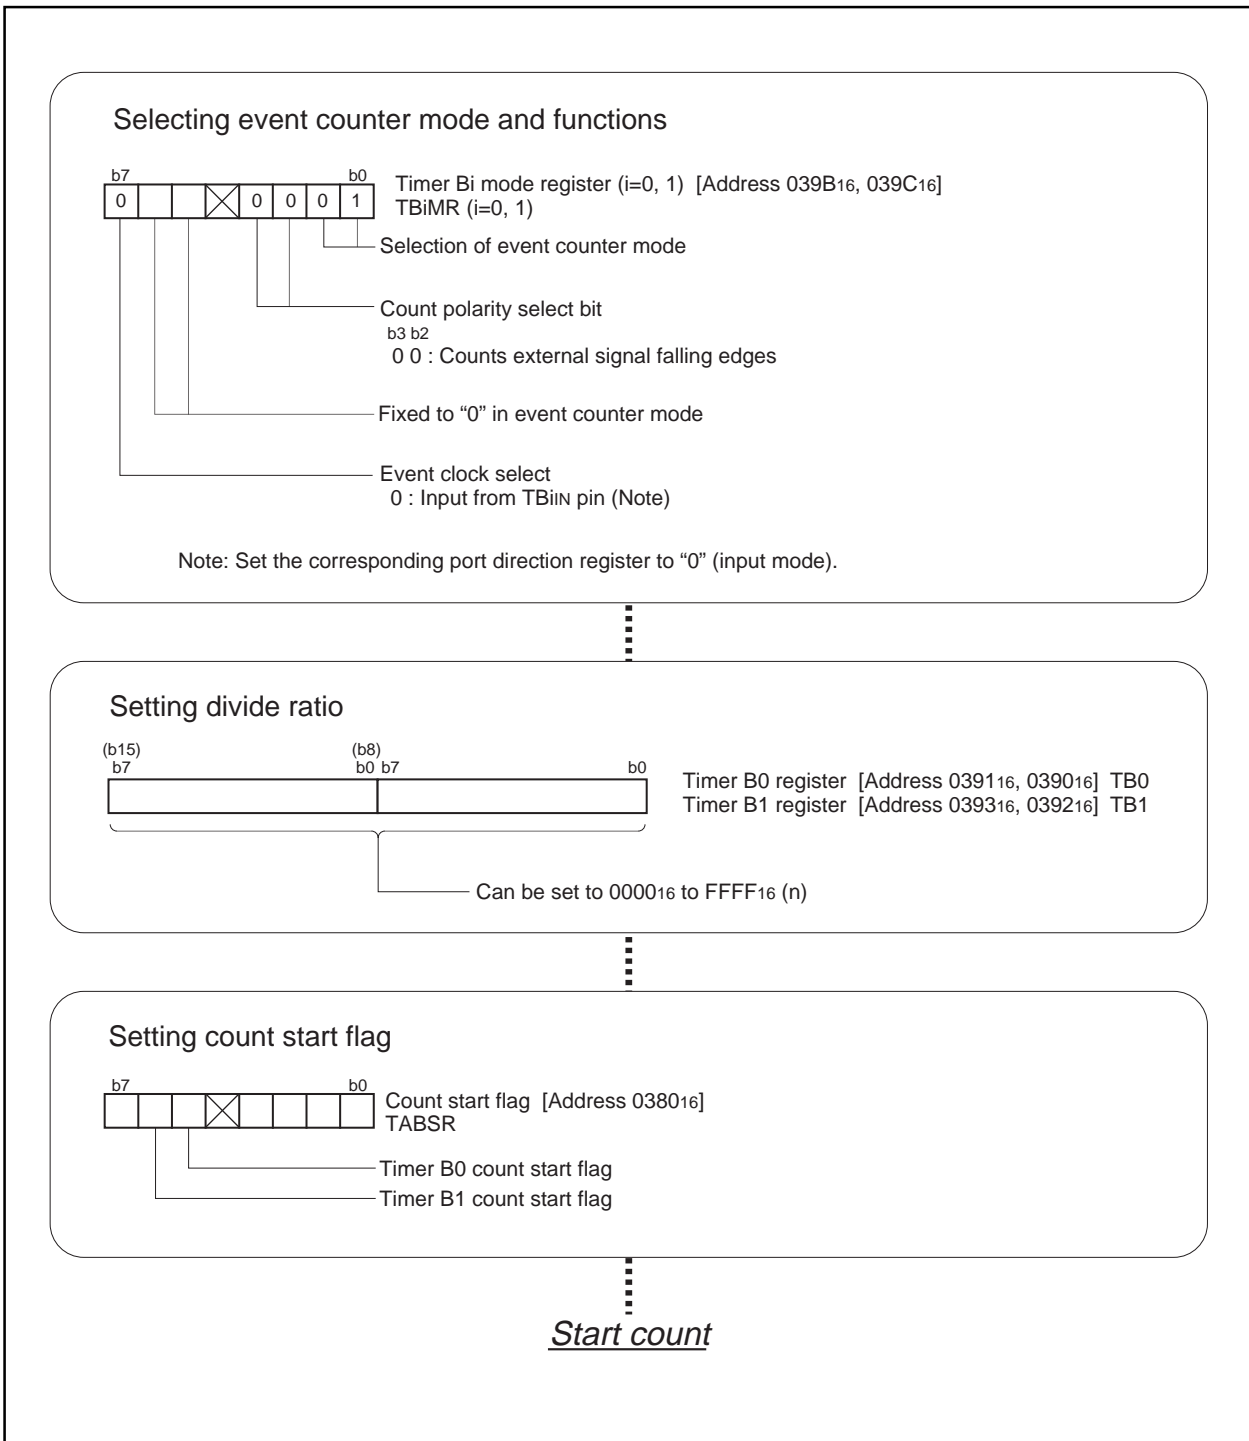 Selecting event counter mode and functions
b7 b0
0 0 0 0 1
Timer Bi mode register (i=0, 1) [Address 039B16, 039C16]
TBiMR (i=0, 1)
Selection of event counter mode
Count polarity select bit
b3 b2
0 0 : Counts external signal falling edges
Fixed to “0” in event counter mode
Event clock select
0 : Input from TBiIN pin (Note)
Note: Set the corresponding port direction register to “0” (input mode).
Setting divide ratio
(b15) (b8)
b7 b0 b7 b0
Timer B0 register [Address 039116, 039016] TB0
Timer B1 register [Address 039316, 039216] TB1
Can be set to 000016 to FFFF16 (n)
Setting count start flag
b7 b0
Count start flag [Address 038016]
TABSR
Timer B0 count start flag
Timer B1 count start flag
Start count